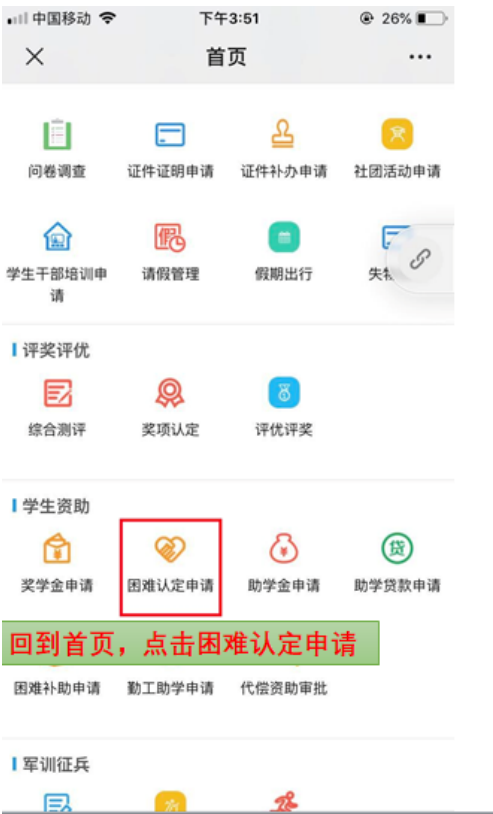 中国移动 下午3:51 26%
首页
问卷调查 证件证明申请 证件补办申请 社团活动申请
假
学生干部培训申 请假管理 假期出行 失
请
评奖评优
综合测评 奖项认定 评优评奖
学生资助
贷
奖学金申请 困难认定申请 助学金申请 助学贷款申请
回到首页，点击困难认定申请
困难补助申请 勤工助学申请 代偿资助审批
军训征兵